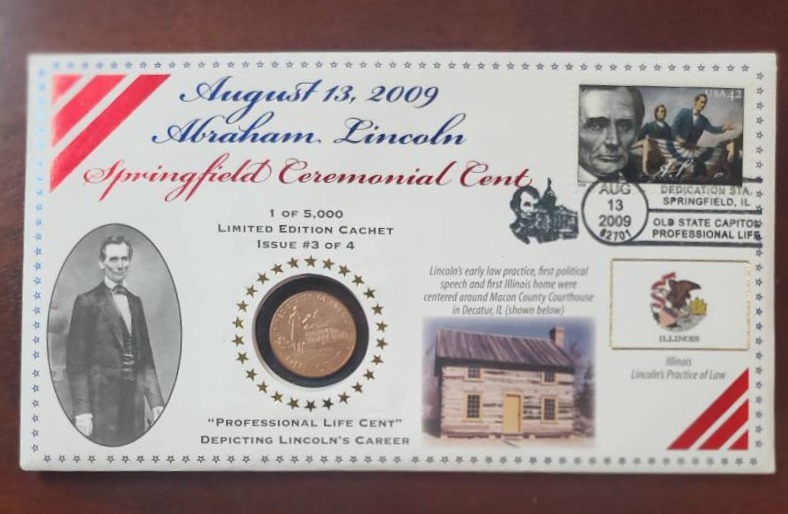 August 13, 2009
Abraham Lincoln
Springfield Ceremonial Cent
1 of 5,000
Limited Edition Cachet
Issue #3 of 4
USA 42
AUG
13
2009
62701
DEDICATION STA.
SPRINGFIELD, IL
OLD STATE CAPITOL
PROFESSIONAL LIFE
Lincoln's early law practice, first political
speech and first Illinois home were
centered around Macon County Courthouse
in Decatur, IL (shown below)
ILLINOIS
Illinois
Lincoln's Practice of Law
"Professional Life Cent"
Depicting Lincoln's Career